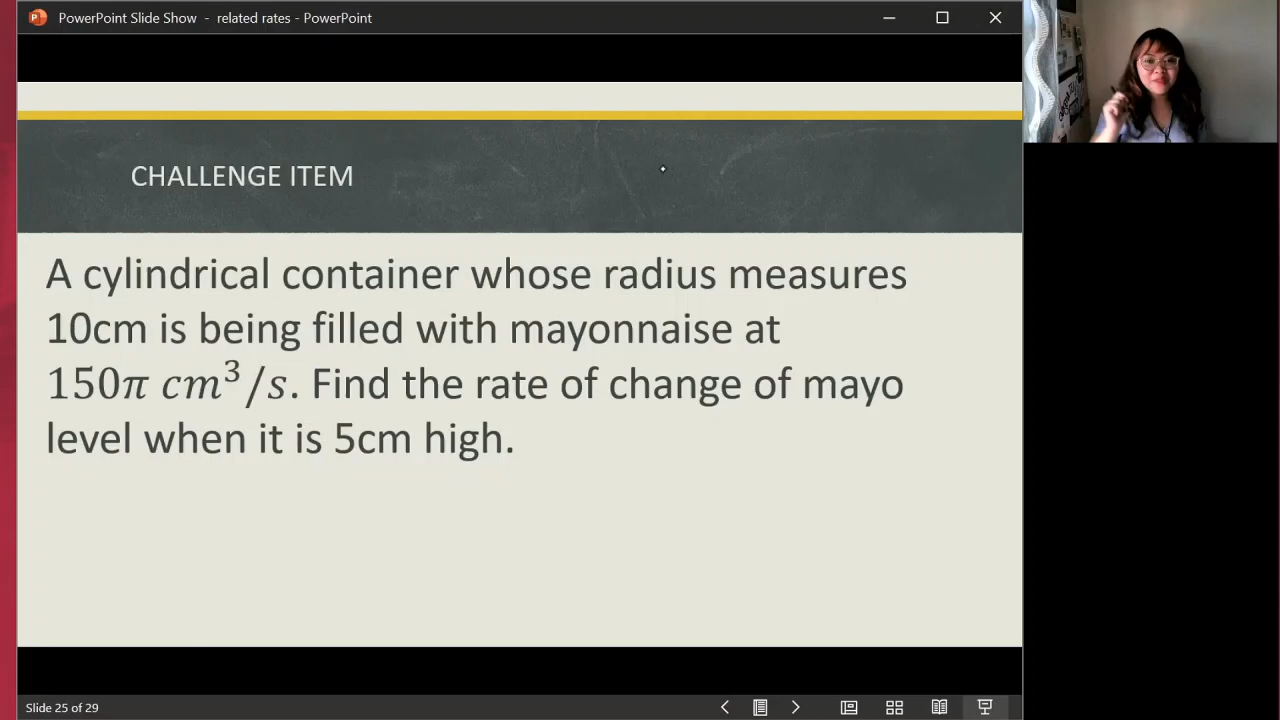 PowerPoint Slide Show - related rates - PowerPoint
CHALLENGE ITEM
A cylindrical container whose radius measures
10cm is being filled with mayonnaise at
150𝜋 𝑐𝑚³/𝑠. Find the rate of change of mayo
level when it is 5cm high.
Slide 25 of 29